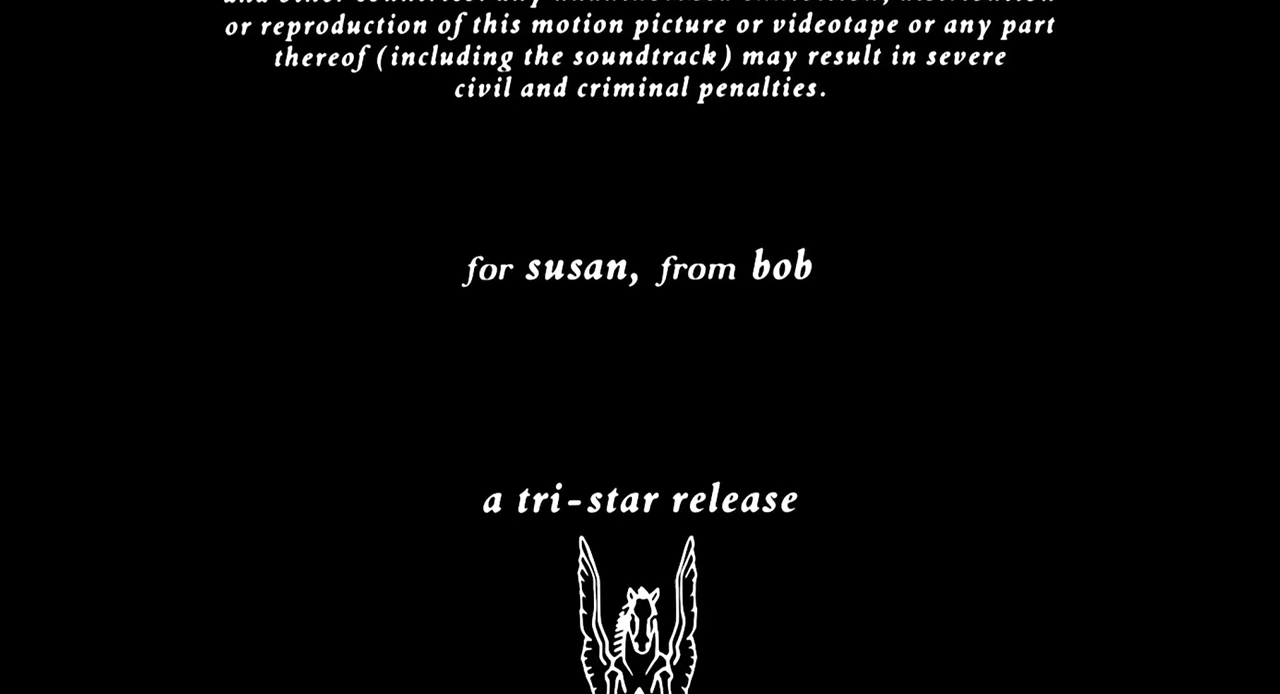 or reproduction of this motion picture or videotape or any part
thereof (including the soundtrack) may result in severe
civil and criminal penalties.
for susan, from bob
a tri-star release